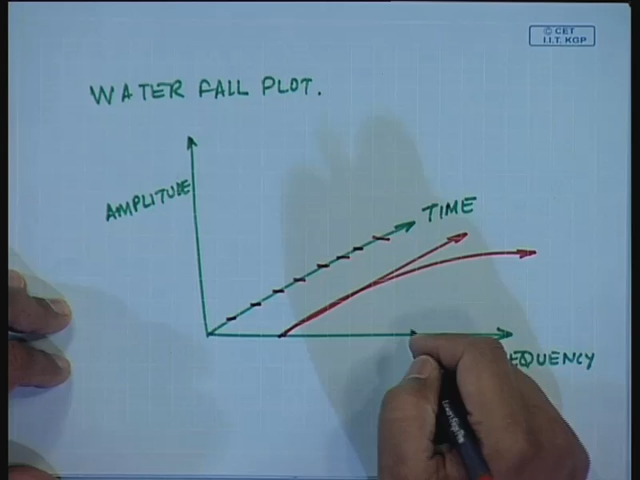 © CET
I.I.T. KGP
WATER FALL PLOT.
AMPLITUDE
TIME